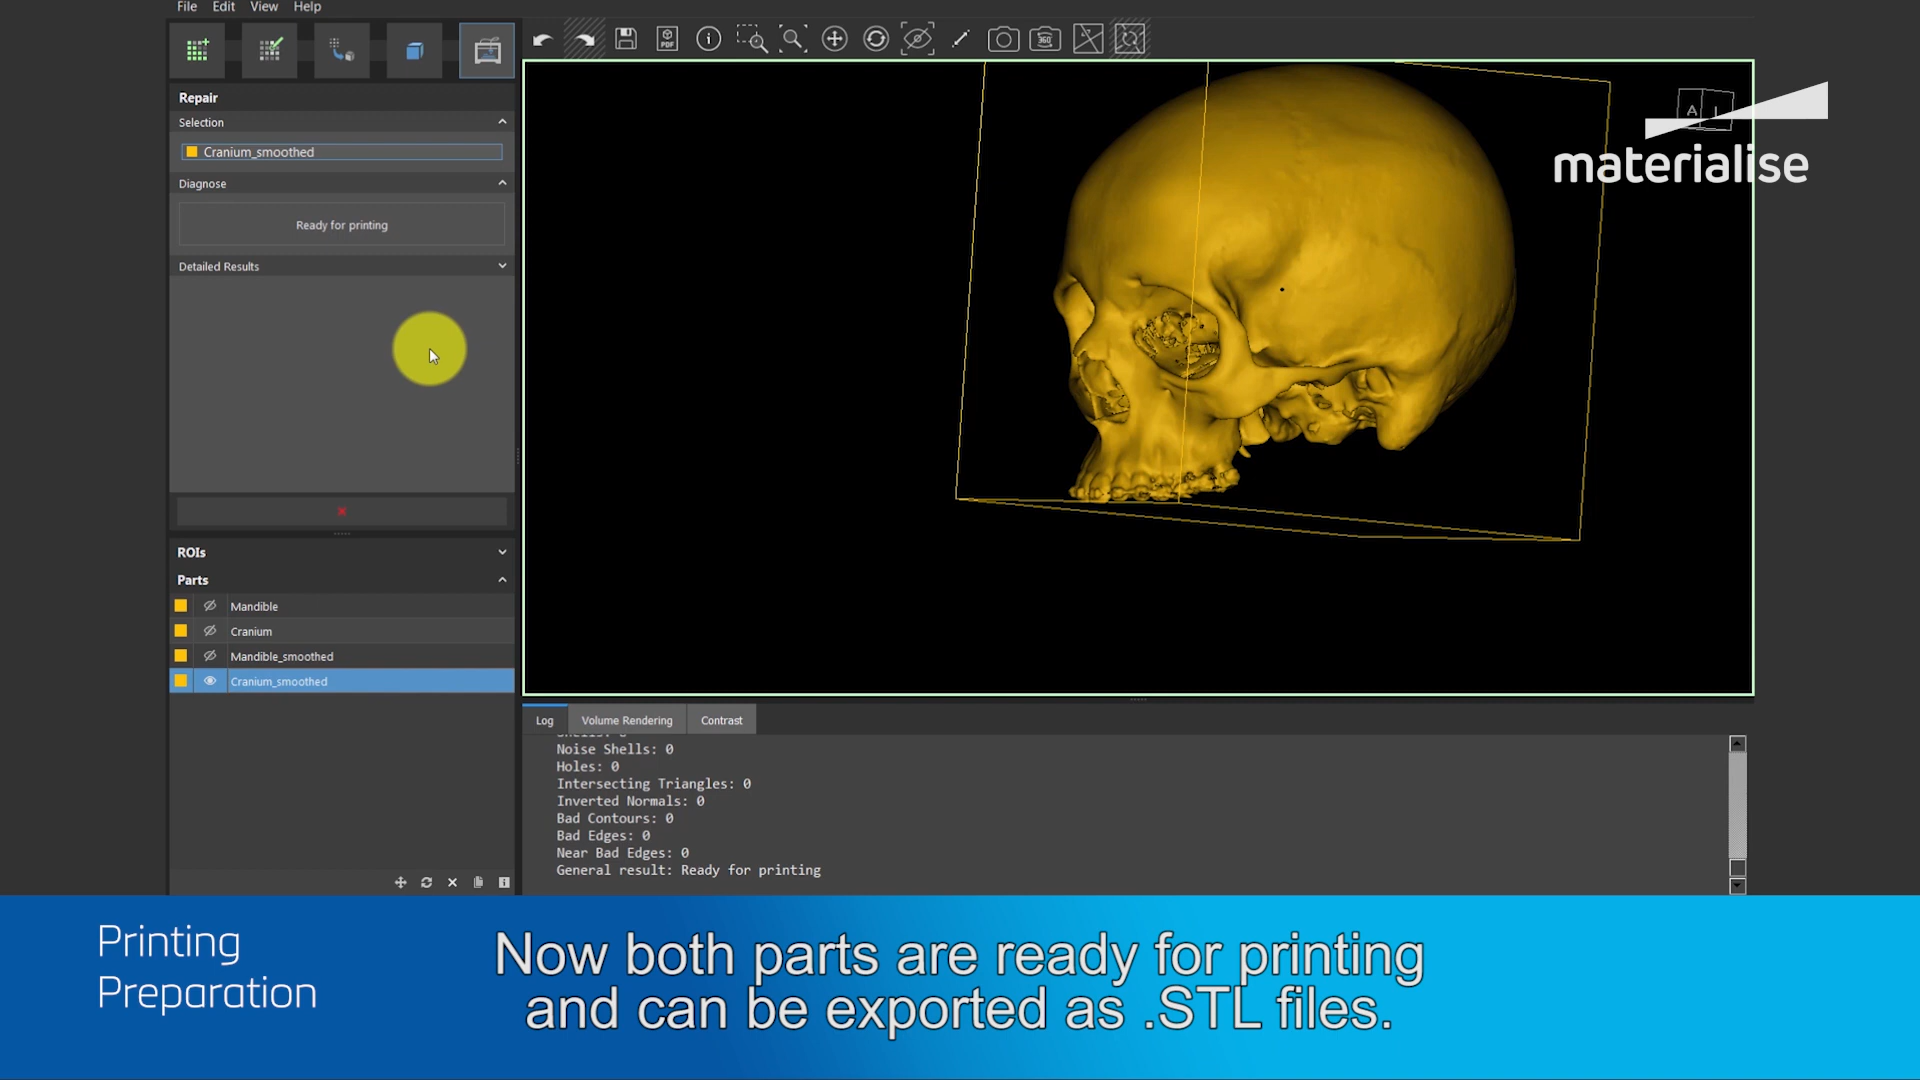 File Edit View Help
PDF
360
Repair
Selection
Cranium_smoothed
Diagnose
Ready for printing
Detailed Results
ROIs
Parts
Mandible
Cranium
Mandible_smoothed
Cranium_smoothed
A L
materialise
Log Volume Rendering Contrast
Noise Shells: 0
Holes: 0
Intersecting Triangles: 0
Inverted Normals: 0
Bad Contours: 0
Bad Edges: 0
Near Bad Edges: 0
General result: Ready for printing
Printing
Preparation
Now both parts are ready for printing
and can be exported as .STL files.